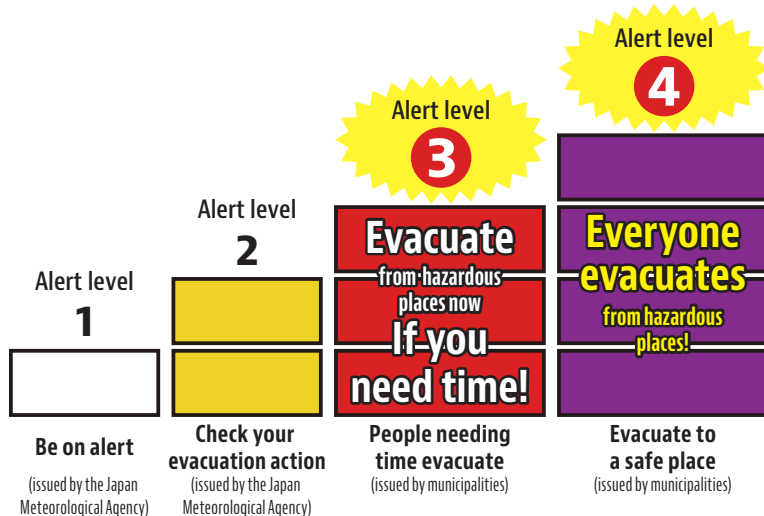 Alert level
1
Be on alert
(issued by the Japan
Meteorological Agency)
Alert level
2
Check your
evacuation action
(issued by the Japan
Meteorological Agency)
Alert level
3
Evacuate
from hazardous
places now
If you
need time!
People needing
time evacuate
(issued by municipalities)
Alert level
4
Everyone
evacuates
from hazardous
places!
Evacuate to
a safe place
(issued by municipalities)